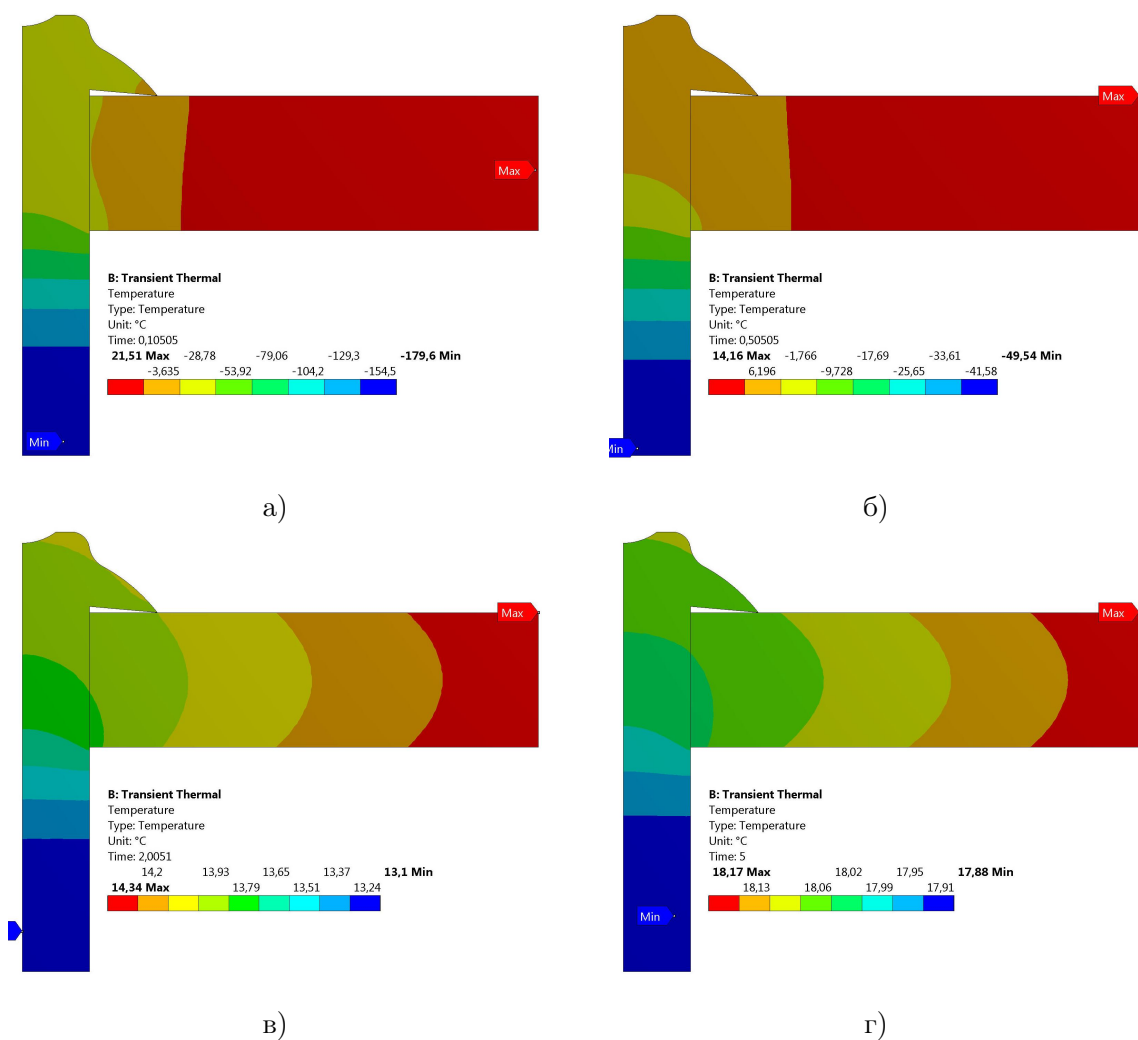 Max
Min
B: Transient Thermal
Temperature
Type: Temperature
Unit: °C
Time: 0,10505
21,51 Max -28,78 -79,06 -129,3 -179,6 Min
-3,635 -53,92 -104,2 -154,5
а)
Max
Min
B: Transient Thermal
Temperature
Type: Temperature
Unit: °C
Time: 0,50505
14,16 Max -1,766 -17,69 -33,61 -49,54 Min
6,196 -9,728 -25,65 -41,58
б)
Max
B: Transient Thermal
Temperature
Type: Temperature
Unit: °C
Time: 2,0051
14,2 13,93 13,65 13,37 13,1 Min
14,34 Max 13,79 13,51 13,24
в)
Max
B: Transient Thermal
Temperature
Type: Temperature
Unit: °C
Time: 5
18,02 17,95 17,88 Min
18,17 Max 18,13 18,06 17,99 17,91
Min
г)